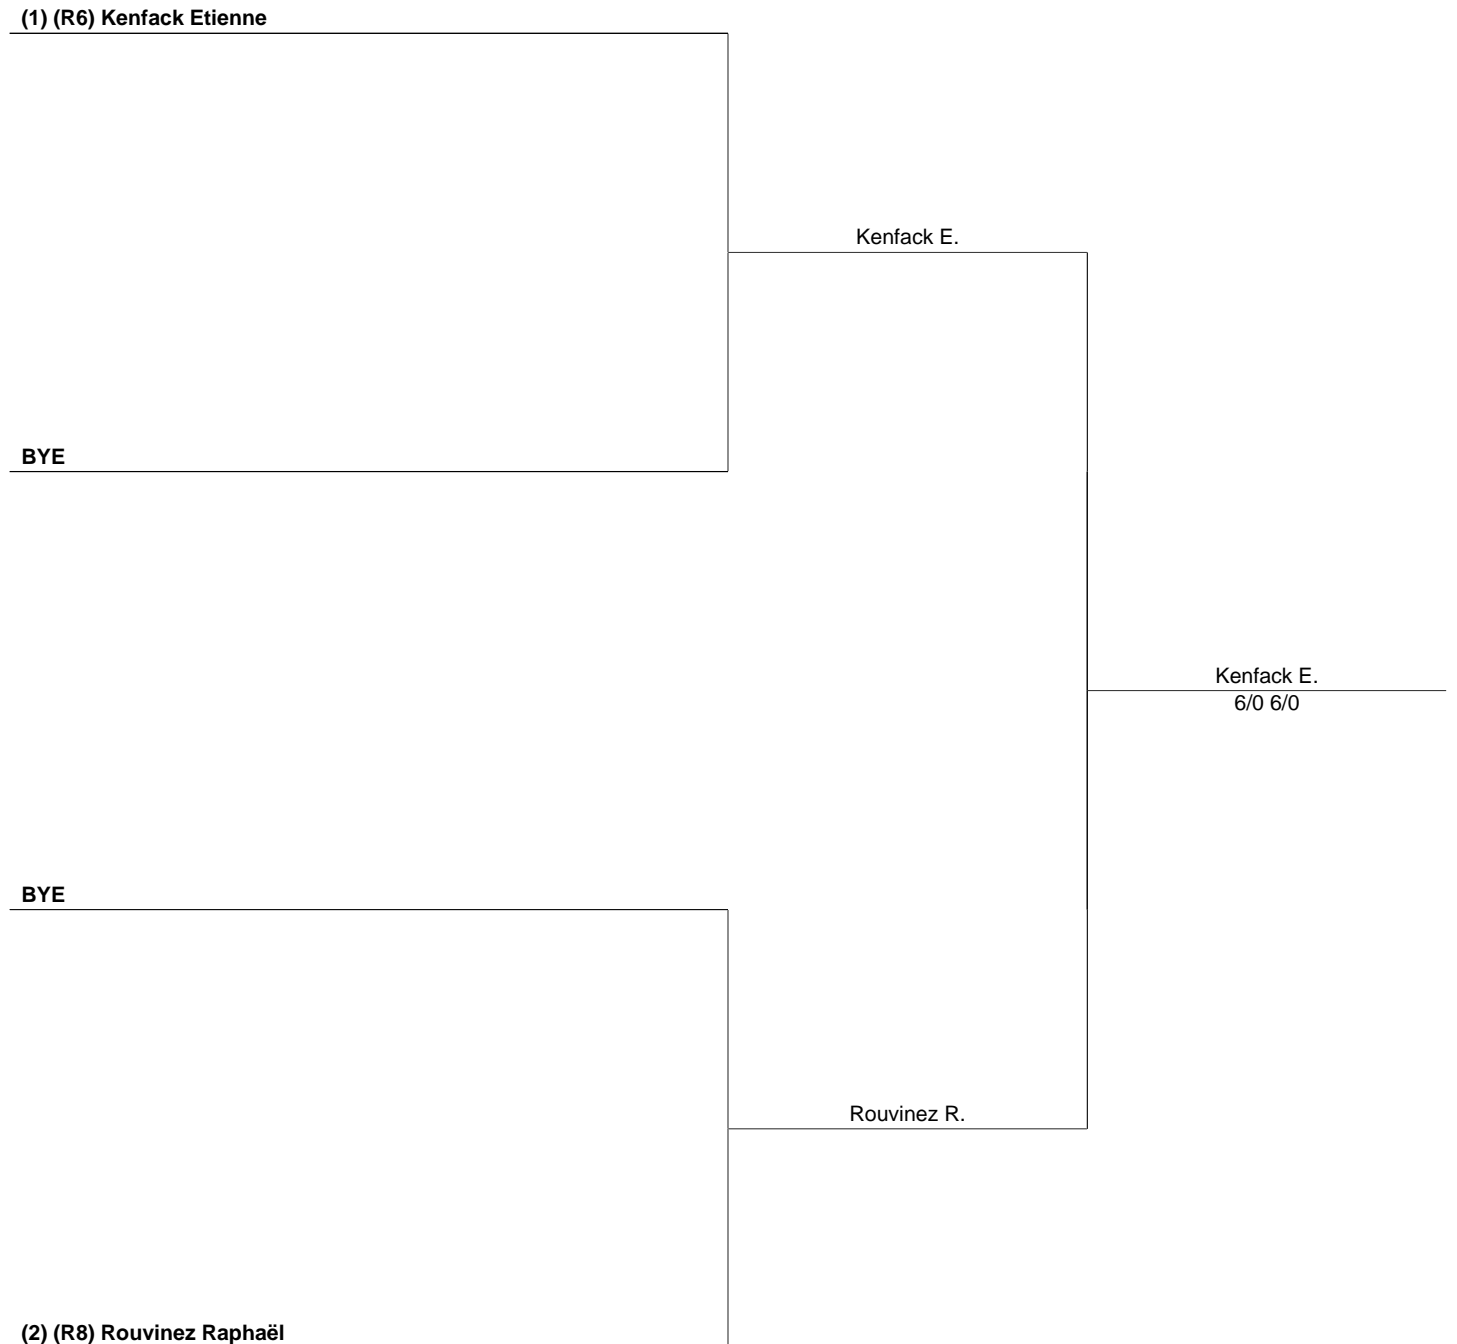 (1) (R6) Kenfack Etienne
Kenfack E.
BYE
Kenfack E.
6/0 6/0
BYE
Rouvinez R.
(2) (R8) Rouvinez Raphaël